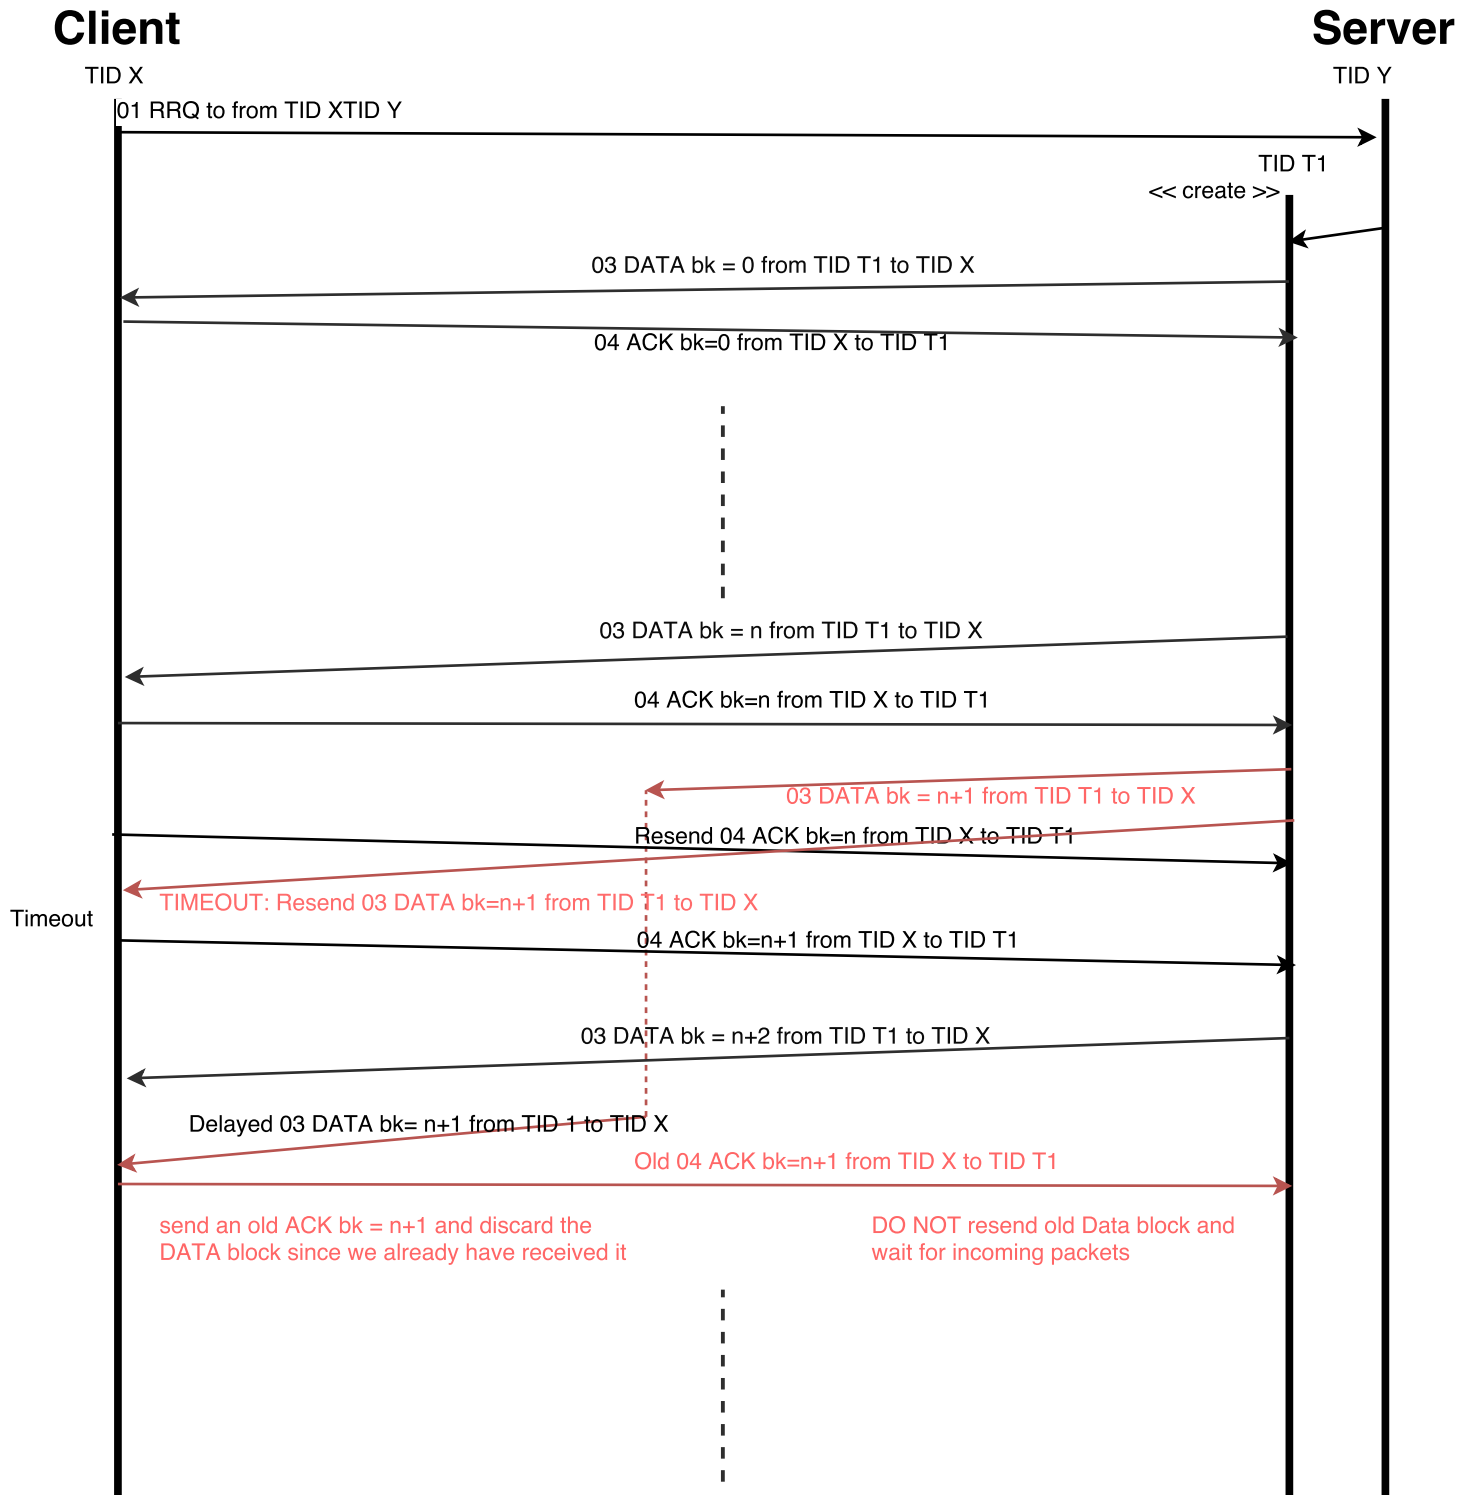 Client
Server
TID X
TID Y
01 RRQ to from TID XTID Y
TID T1
<< create >>
03 DATA bk = 0 from TID T1 to TID X
04 ACK bk=0 from TID X to TID T1
03 DATA bk = n from TID T1 to TID X
04 ACK bk=n from TID X to TID T1
03 DATA bk = n+1 from TID T1 to TID X
Resend 04 ACK bk=n from TID X to TID T1
TIMEOUT: Resend 03 DATA bk=n+1 from TID T1 to TID X
Timeout
04 ACK bk=n+1 from TID X to TID T1
03 DATA bk = n+2 from TID T1 to TID X
Delayed 03 DATA bk= n+1 from TID 1 to TID X
Old 04 ACK bk=n+1 from TID X to TID T1
send an old ACK bk = n+1 and discard the
DATA block since we already have received it
DO NOT resend old Data block and
wait for incoming packets